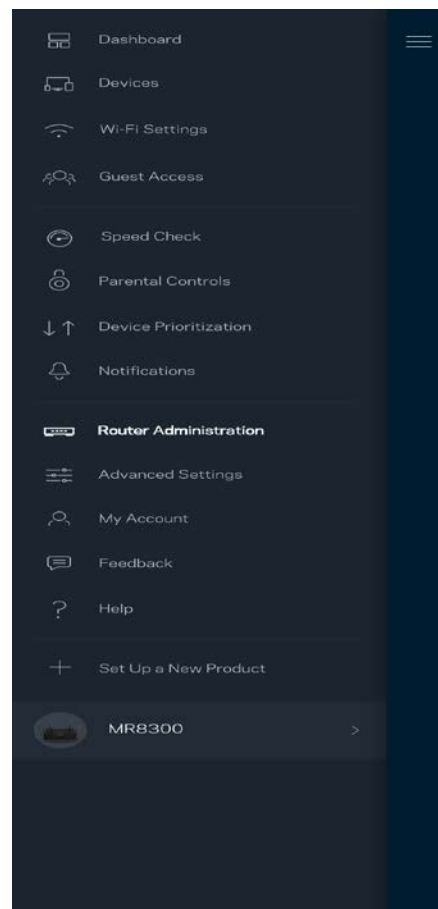 Dashboard
Devices
Wi-Fi Settings
Guest Access
Speed Check
Parental Controls
Device Prioritization
Notifications
Router Administration
Advanced Settings
My Account
Feedback
? Help
+ Set Up a New Product
MR8300 >